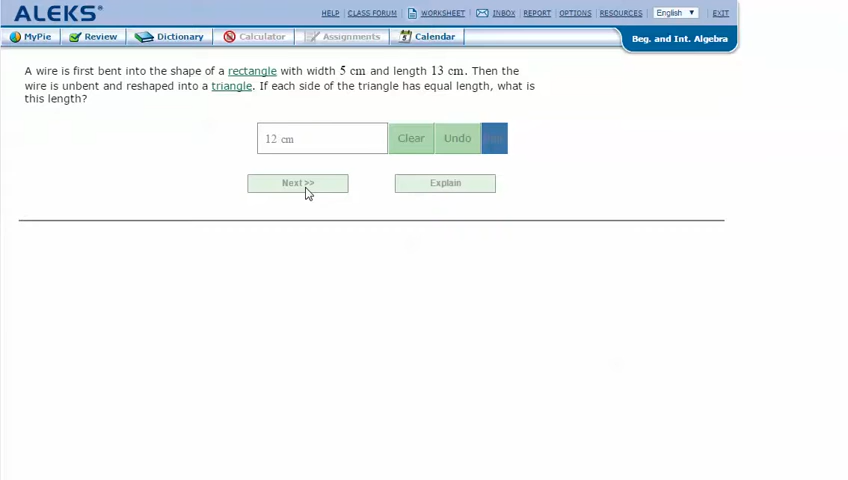 ALEKS®
HELP CLASS FORUM WORKSHEET INBOX REPORT OPTIONS RESOURCES English ▼ EXIT
MyPie Review Dictionary Calculator Assignments 5 Calendar
Beg. and Int. Algebra
A wire is first bent into the shape of a rectangle with width 5 cm and length 13 cm. Then the
wire is unbent and reshaped into a triangle. If each side of the triangle has equal length, what is
this length?
12 cm Clear Undo
Next >> Explain